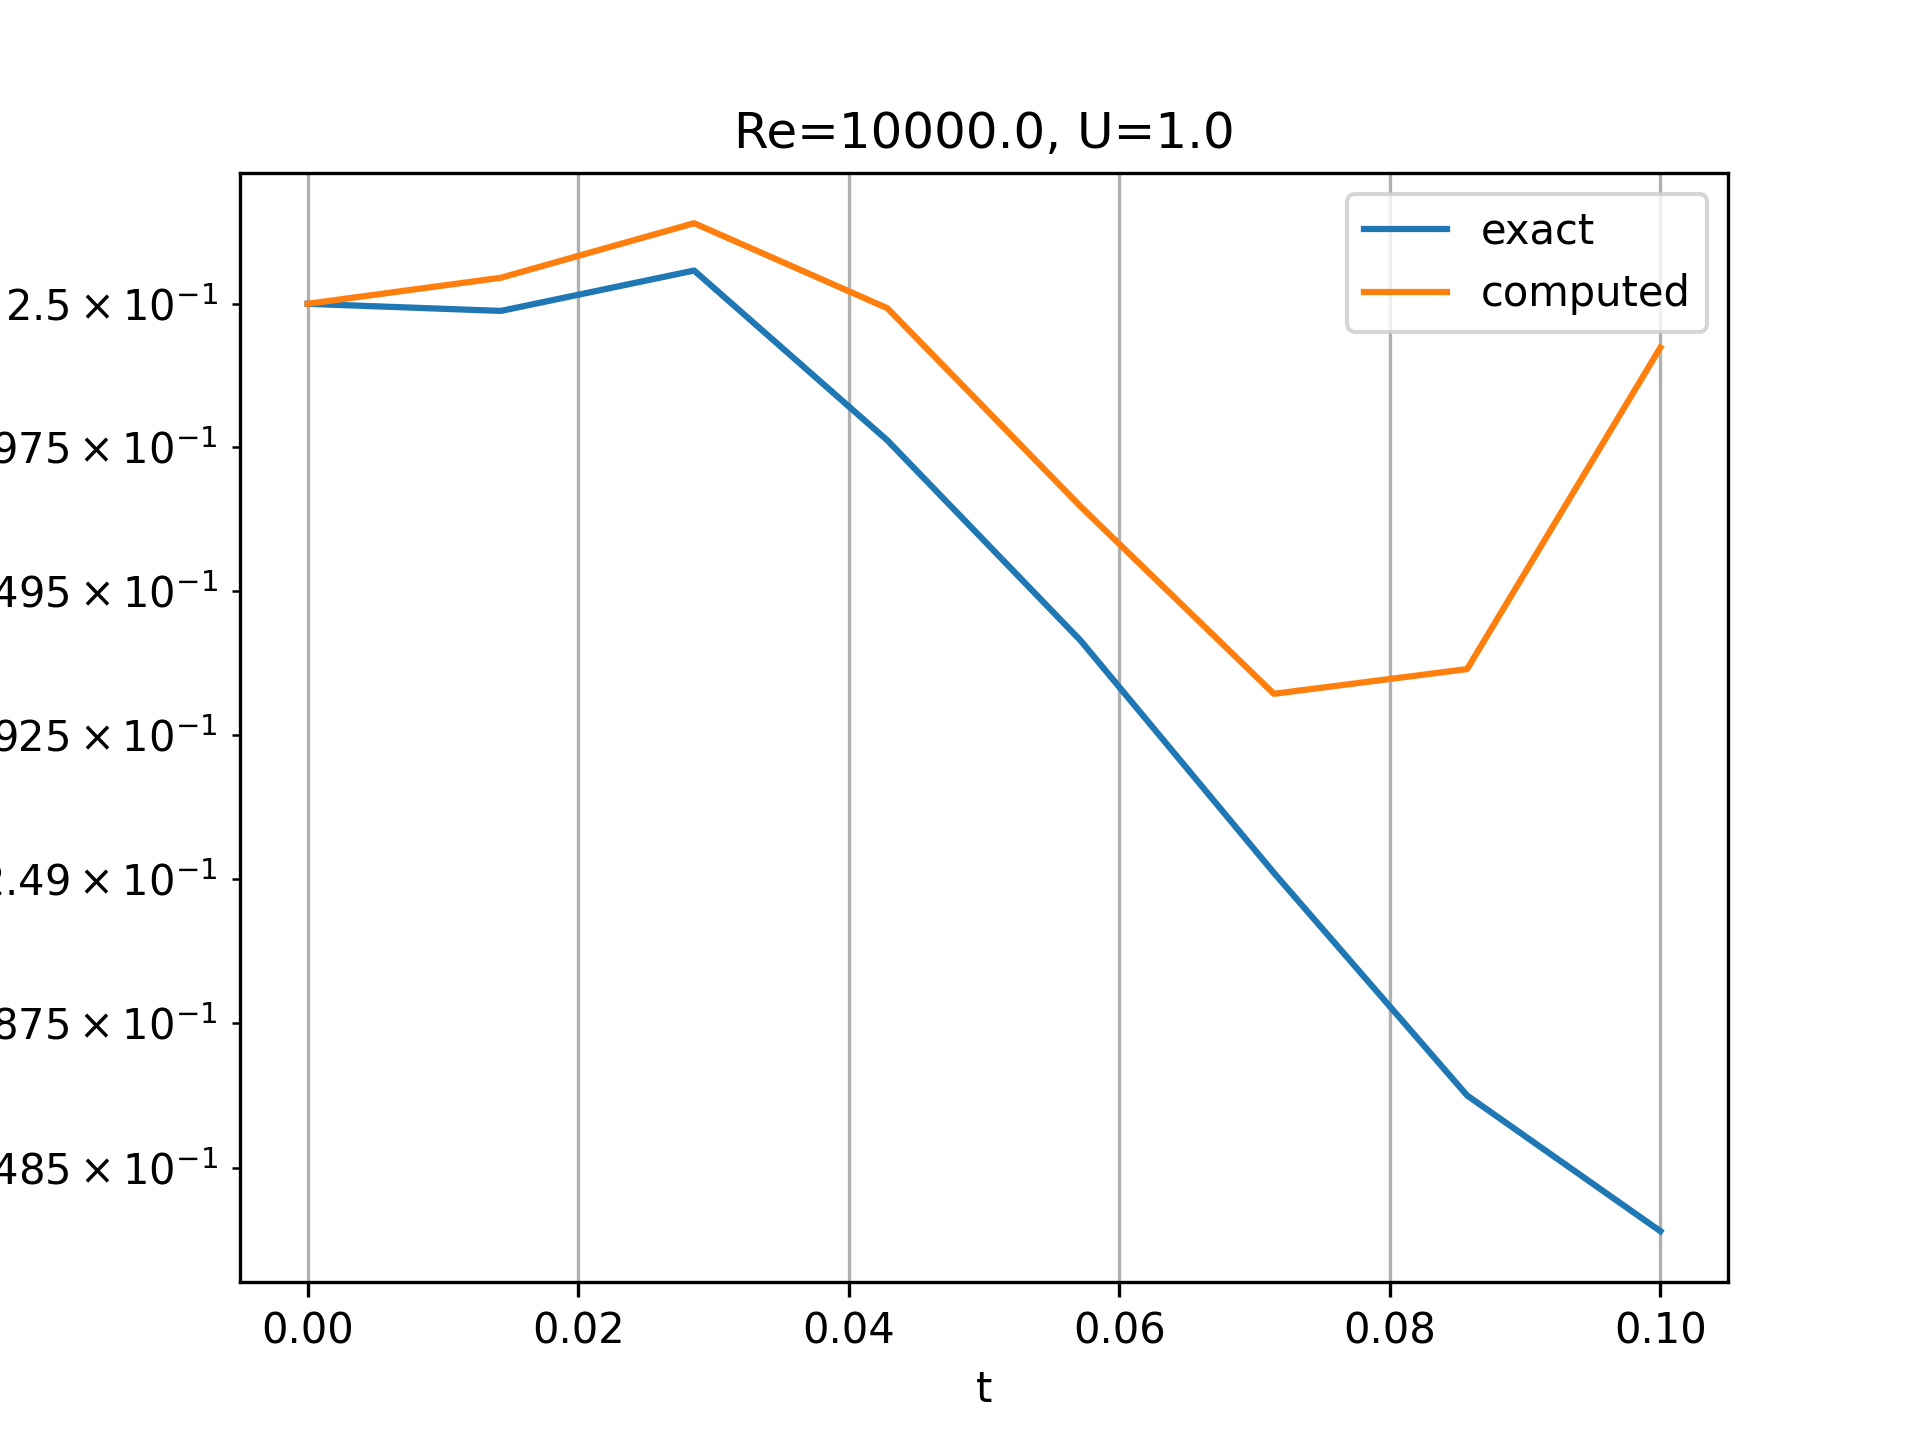 Re=10000.0, U=1.0
exact
computed
2.5 × 10⁻¹
975 × 10⁻¹
495 × 10⁻¹
925 × 10⁻¹
2.49 × 10⁻¹
875 × 10⁻¹
485 × 10⁻¹
0.00 0.02 0.04 0.06 0.08 0.10
t